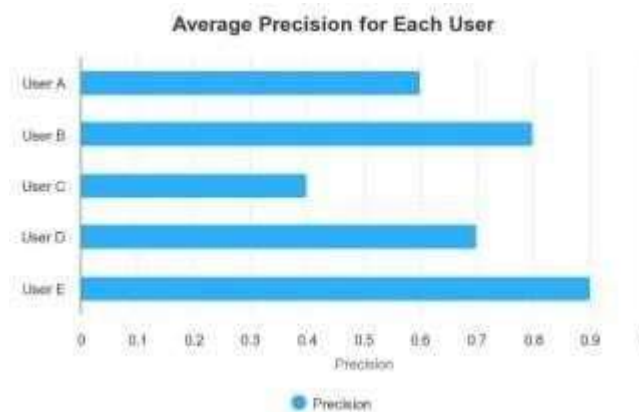 Average Precision for Each User
User A
User B
User C
User D
User E
0 0.1 0.2 0.3 0.4 0.5 0.6 0.7 0.8 0.9
Precision
Precision